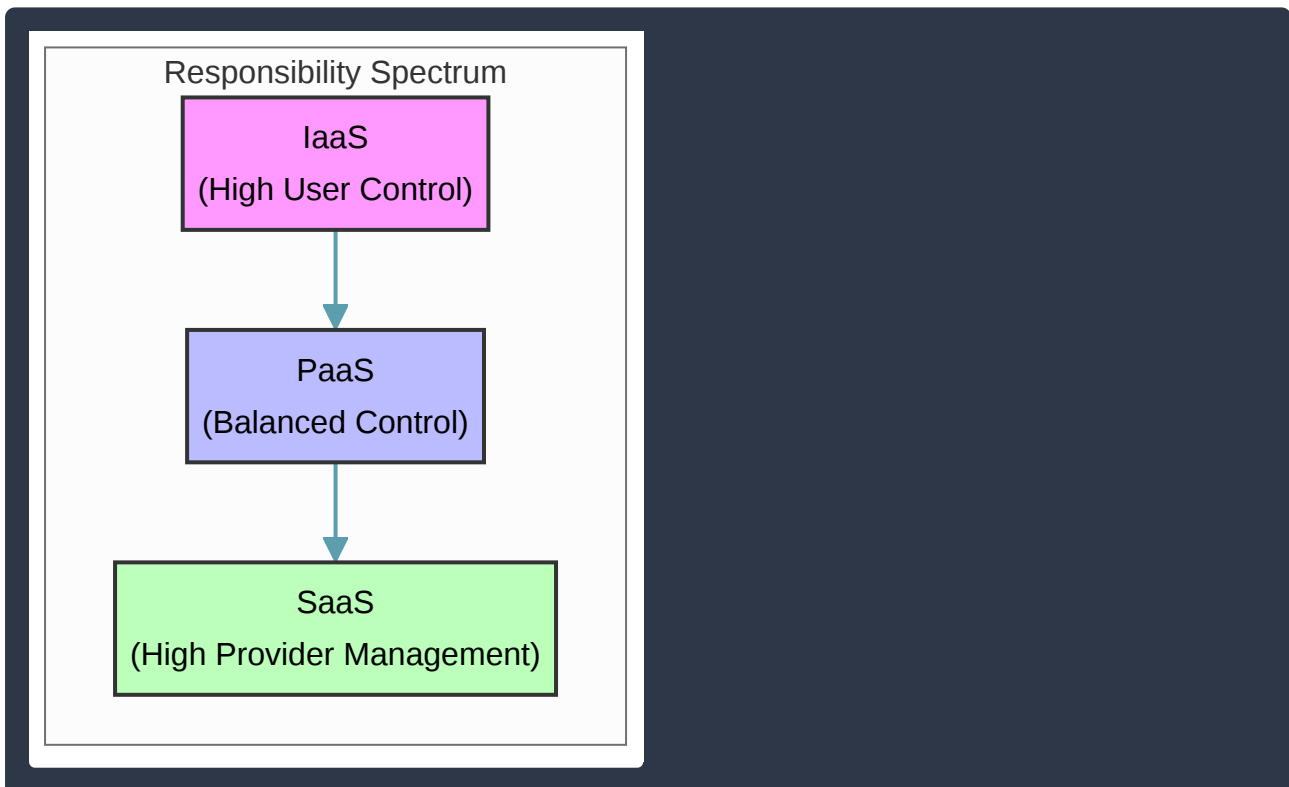 Responsibility Spectrum
IaaS
(High User Control)
PaaS
(Balanced Control)
SaaS
(High Provider Management)